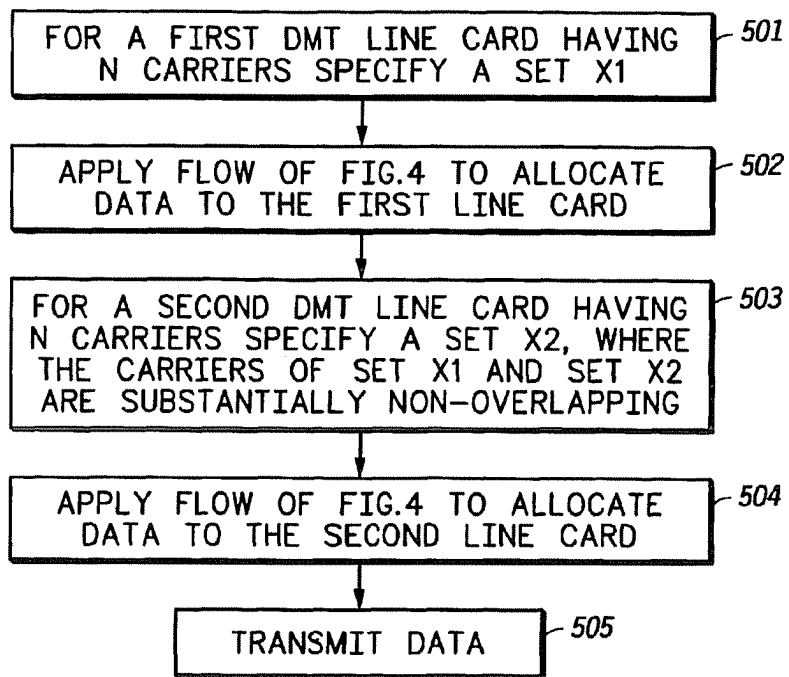 FOR A FIRST DMT LINE CARD HAVING
N CARRIERS SPECIFY A SET X1
501
APPLY FLOW OF FIG.4 TO ALLOCATE
DATA TO THE FIRST LINE CARD
502
FOR A SECOND DMT LINE CARD HAVING
N CARRIERS SPECIFY A SET X2, WHERE
THE CARRIERS OF SET X1 AND SET X2
ARE SUBSTANTIALLY NON-OVERLAPPING
503
APPLY FLOW OF FIG.4 TO ALLOCATE
DATA TO THE SECOND LINE CARD
504
TRANSMIT DATA
505